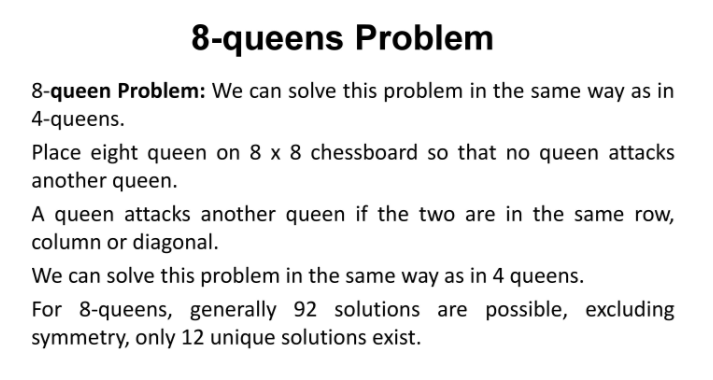 8-queens Problem
8-queen Problem: We can solve this problem in the same way as in
4-queens.
Place eight queen on 8 x 8 chessboard so that no queen attacks
another queen.
A queen attacks another queen if the two are in the same row,
column or diagonal.
We can solve this problem in the same way as in 4 queens.
For 8-queens, generally 92 solutions are possible, excluding
symmetry, only 12 unique solutions exist.